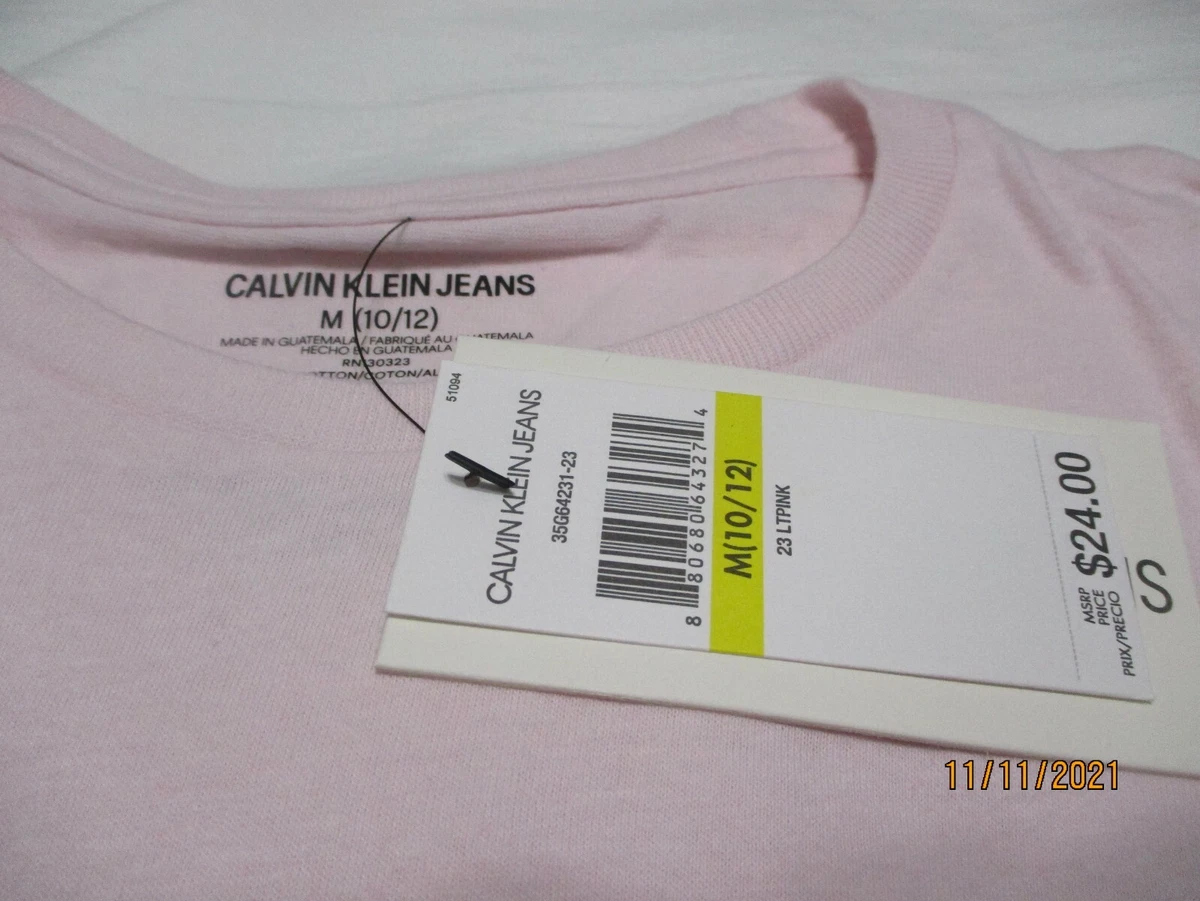 CALVIN KLEIN JEANS
M (10/12)
MADE IN GUATEMALA / FABRIQUÉ AU
HECHO EN GUATEMALA
RN 30323
51094
CALVIN KLEIN JEANS
35G64231-23
8 80680 64327 4
M(10/12)
23 LTPINK
MSRP
PRICE
PRIX/PRECIO
$24.00
S
11/11/2021